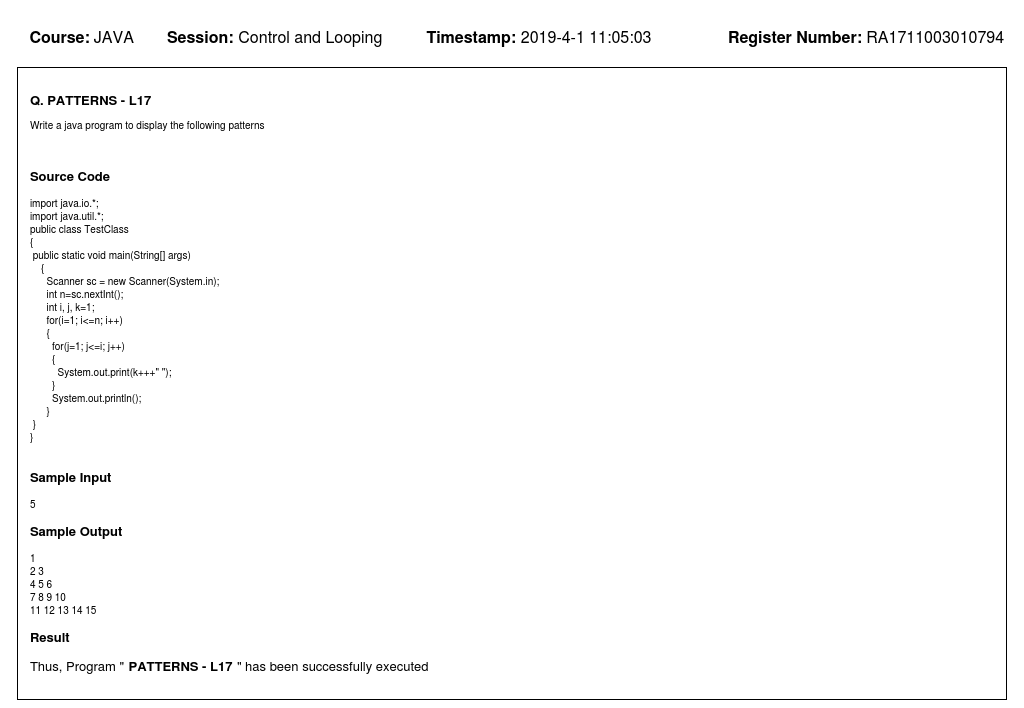 Course: JAVA Session: Control and Looping Timestamp: 2019-4-1 11:05:03 Register Number: RA1711003010794
Q. PATTERNS - L17
Write a java program to display the following patterns
Source Code
import java.io.*;
import java.util.*;
public class TestClass
{
 public static void main(String[] args)
    {
      Scanner sc = new Scanner(System.in);
      int n=sc.nextInt();
      int i, j, k=1;
      for(i=1; i<=n; i++)
      {
        for(j=1; j<=i; j++)
        {
          System.out.print(k+++" ");
        }
        System.out.println();
      }
 }
}
Sample Input
5
Sample Output
1
2 3
4 5 6
7 8 9 10
11 12 13 14 15
Result
Thus, Program " PATTERNS - L17 " has been successfully executed